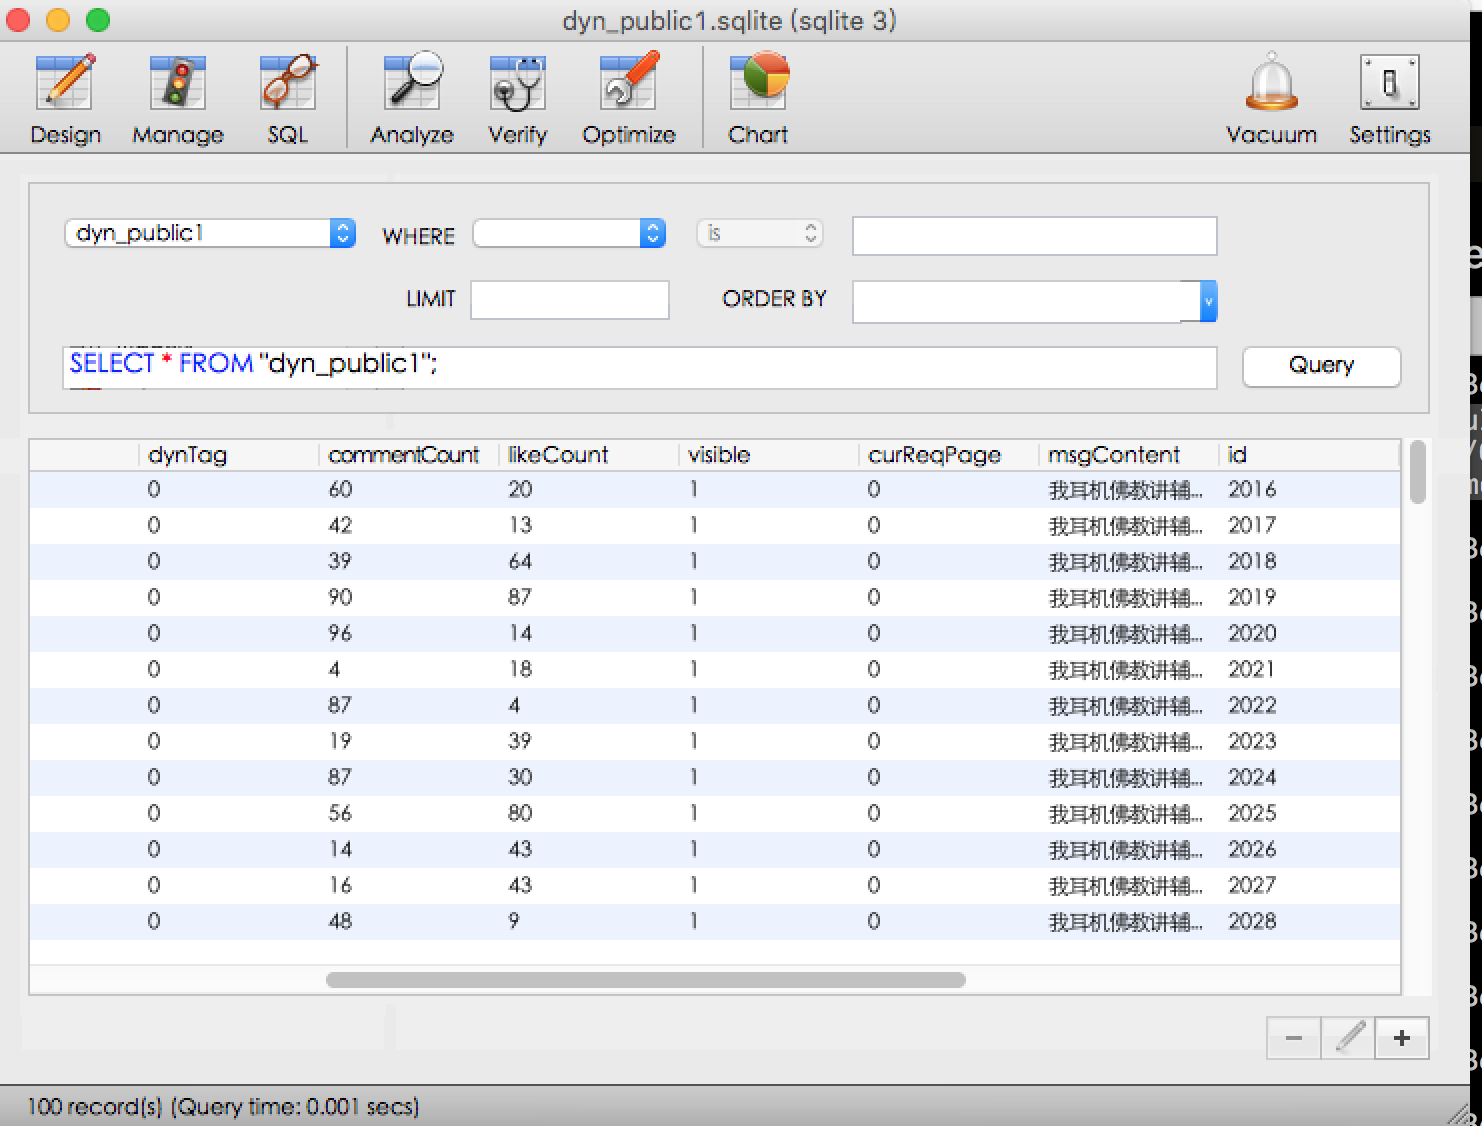 dyn_public1.sqlite (sqlite 3)
Design Manage SQL Analyze Verify Optimize Chart Vacuum Settings
dyn_public1 WHERE is
LIMIT ORDER BY
SELECT * FROM "dyn_public1"; Query
dynTag commentCount likeCount visible curReqPage msgContent id
0 60 20 1 0 我耳机佛教讲辅... 2016
0 42 13 1 0 我耳机佛教讲辅... 2017
0 39 64 1 0 我耳机佛教讲辅... 2018
0 90 87 1 0 我耳机佛教讲辅... 2019
0 96 14 1 0 我耳机佛教讲辅... 2020
0 4 18 1 0 我耳机佛教讲辅... 2021
0 87 4 1 0 我耳机佛教讲辅... 2022
0 19 39 1 0 我耳机佛教讲辅... 2023
0 87 30 1 0 我耳机佛教讲辅... 2024
0 56 80 1 0 我耳机佛教讲辅... 2025
0 14 43 1 0 我耳机佛教讲辅... 2026
0 16 43 1 0 我耳机佛教讲辅... 2027
0 48 9 1 0 我耳机佛教讲辅... 2028
100 record(s) (Query time: 0.001 secs)